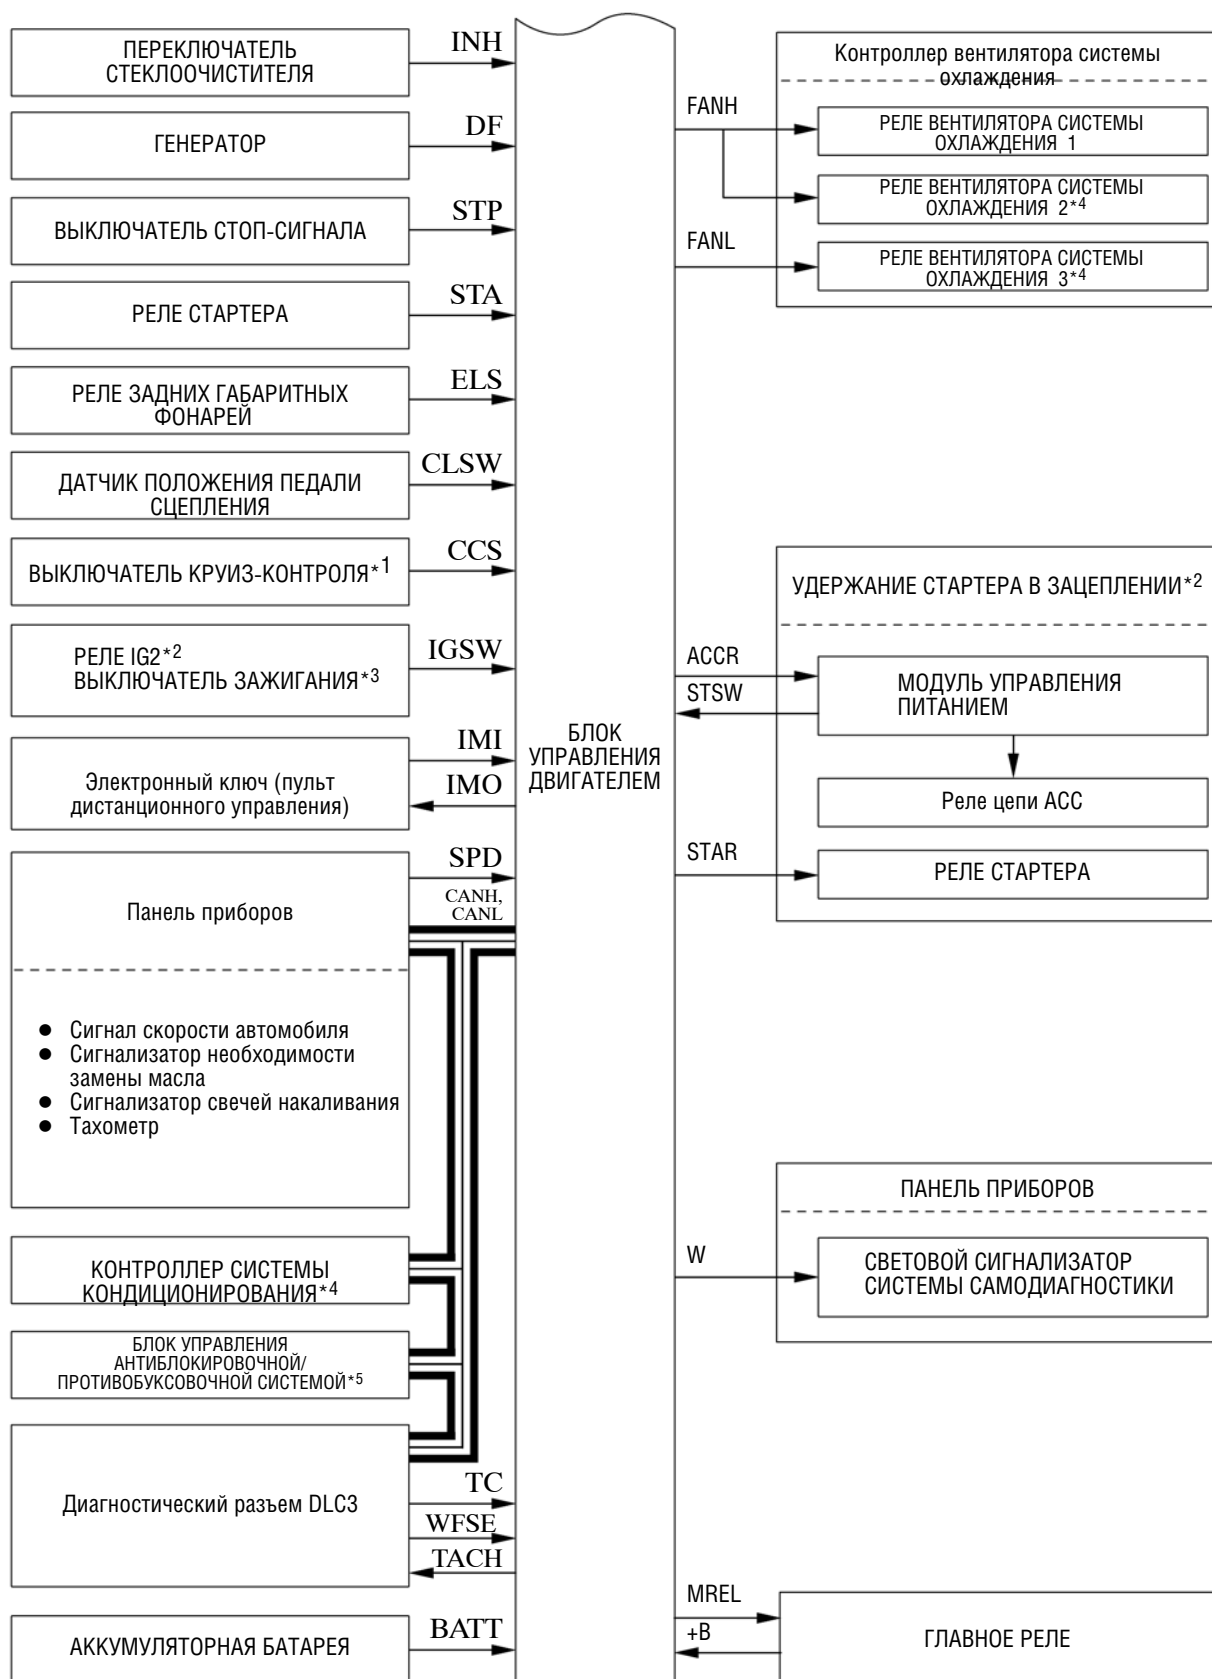 ПЕРЕКЛЮЧАТЕЛЬ
СТЕКЛООЧИСТИТЕЛЯ
INH
ГЕНЕРАТОР
DF
ВЫКЛЮЧАТЕЛЬ СТОП-СИГНАЛА
STP
РЕЛЕ СТАРТЕРА
STA
РЕЛЕ ЗАДНИХ ГАБАРИТНЫХ
ФОНАРЕЙ
ELS
ДАТЧИК ПОЛОЖЕНИЯ ПЕДАЛИ
СЦЕПЛЕНИЯ
CLSW
ВЫКЛЮЧАТЕЛЬ КРУИЗ-КОНТРОЛЯ*1
CCS
РЕЛЕ IG2*2
ВЫКЛЮЧАТЕЛЬ ЗАЖИГАНИЯ*3
IGSW
Электронный ключ (пульт
дистанционного управления)
IMI
IMO
Панель приборов
SPD
CANH,
CANL
● Сигнал скорости автомобиля
● Сигнализатор необходимости
замены масла
● Сигнализатор свечей накаливания
● Тахометр
КОНТРОЛЛЕР СИСТЕМЫ
КОНДИЦИОНИРОВАНИЯ*4
БЛОК УПРАВЛЕНИЯ
АНТИБЛОКИРОВОЧНОЙ/
ПРОТИВОБУКСОВОЧНОЙ СИСТЕМОЙ*5
Диагностический разъем DLC3
TC
WFSE
TACH
АККУМУЛЯТОРНАЯ БАТАРЕЯ
BATT
БЛОК
УПРАВЛЕНИЯ
ДВИГАТЕЛЕМ
Контроллер вентилятора системы
охлаждения
FANH
РЕЛЕ ВЕНТИЛЯТОРА СИСТЕМЫ
ОХЛАЖДЕНИЯ 1
РЕЛЕ ВЕНТИЛЯТОРА СИСТЕМЫ
ОХЛАЖДЕНИЯ 2*4
FANL
РЕЛЕ ВЕНТИЛЯТОРА СИСТЕМЫ
ОХЛАЖДЕНИЯ 3*4
УДЕРЖАНИЕ СТАРТЕРА В ЗАЦЕПЛЕНИИ*2
ACCR
STSW
МОДУЛЬ УПРАВЛЕНИЯ
ПИТАНИЕМ
Реле цепи ACC
STAR
РЕЛЕ СТАРТЕРА
ПАНЕЛЬ ПРИБОРОВ
W
СВЕТОВОЙ СИГНАЛИЗАТОР
СИСТЕМЫ САМОДИАГНОСТИКИ
MREL
+B
ГЛАВНОЕ РЕЛЕ